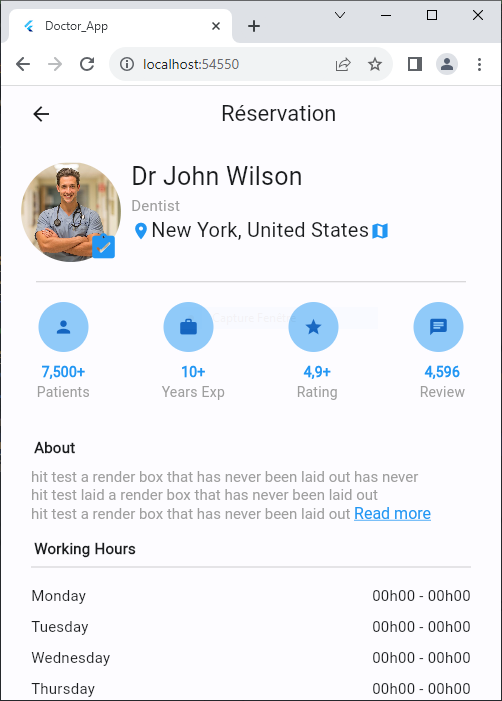 Doctor_App
localhost:54550
Réservation
Dr John Wilson
Dentist
New York, United States
7,500+ 10+ 4,9+ 4,596
Patients Years Exp Rating Review
About
hit test a render box that has never been laid out has never
hit test laid a render box that has never been laid out
hit test a render box that has never been laid out Read more
Working Hours
Monday 00h00 - 00h00
Tuesday 00h00 - 00h00
Wednesday 00h00 - 00h00
Thursday 00h00 - 00h00